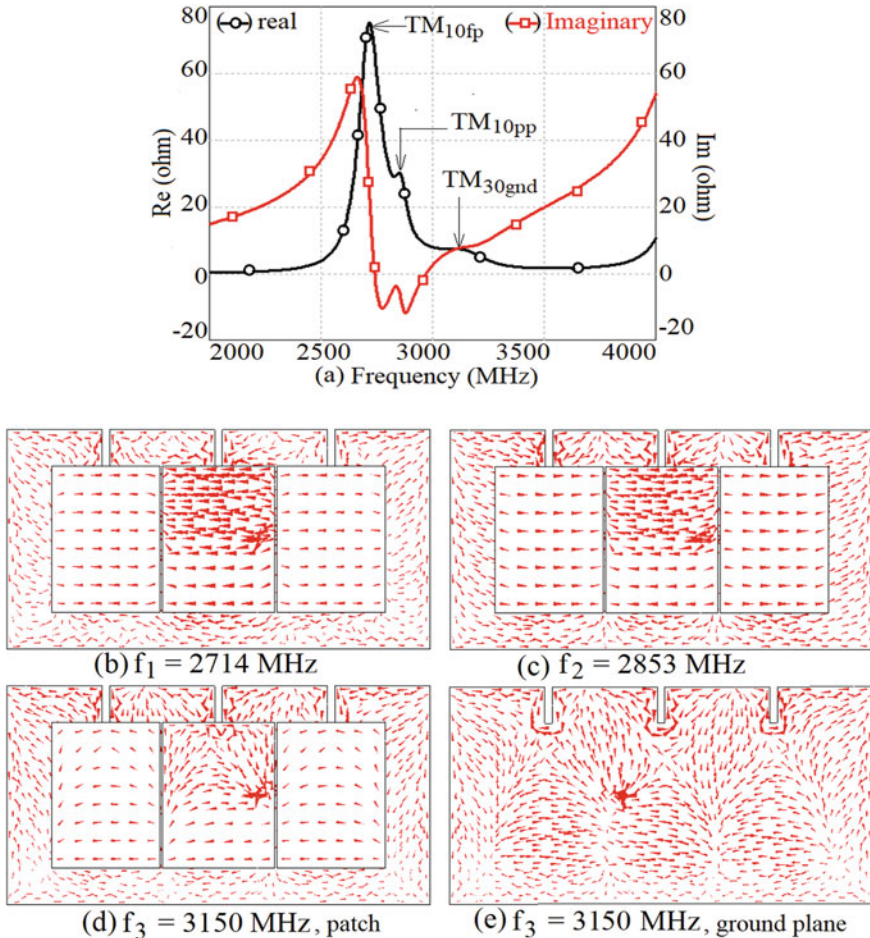 80 80
(–) real TM10fp (–) Imaginary
60 60
Re (ohm) Im (ohm)
40 TM10pp 40
20 TM30gnd 20
0 0
-20 -20
2000 2500 3000 3500 4000
(a) Frequency (MHz)
(b) f1 = 2714 MHz (c) f2 = 2853 MHz
(d) f3 = 3150 MHz , patch (e) f3 = 3150 MHz , ground plane